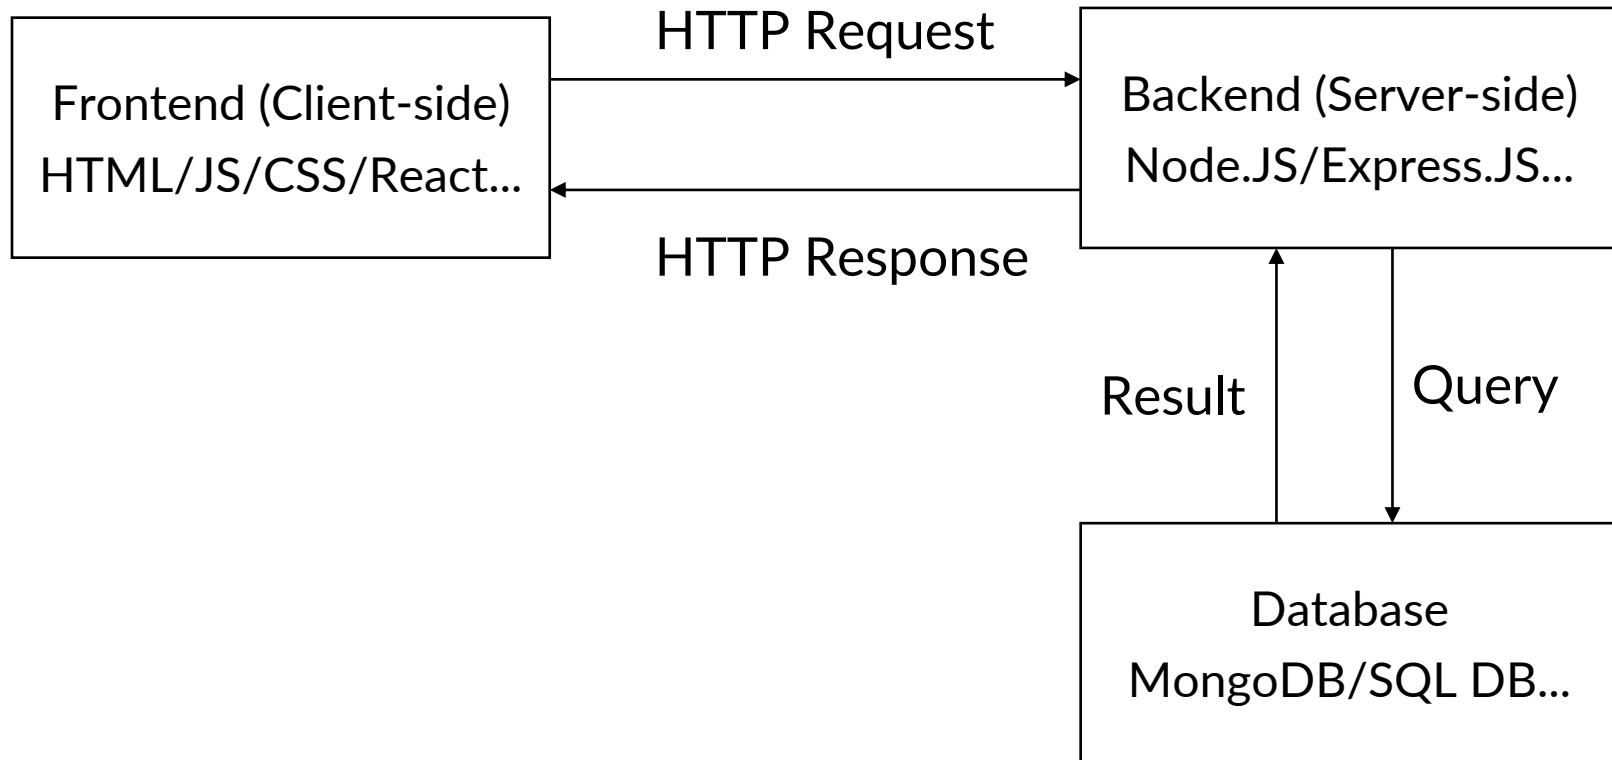 HTTP Request
Frontend (Client-side)
HTML/JS/CSS/React...
Backend (Server-side)
Node.JS/Express.JS...
HTTP Response
Result
Query
Database
MongoDB/SQL DB...